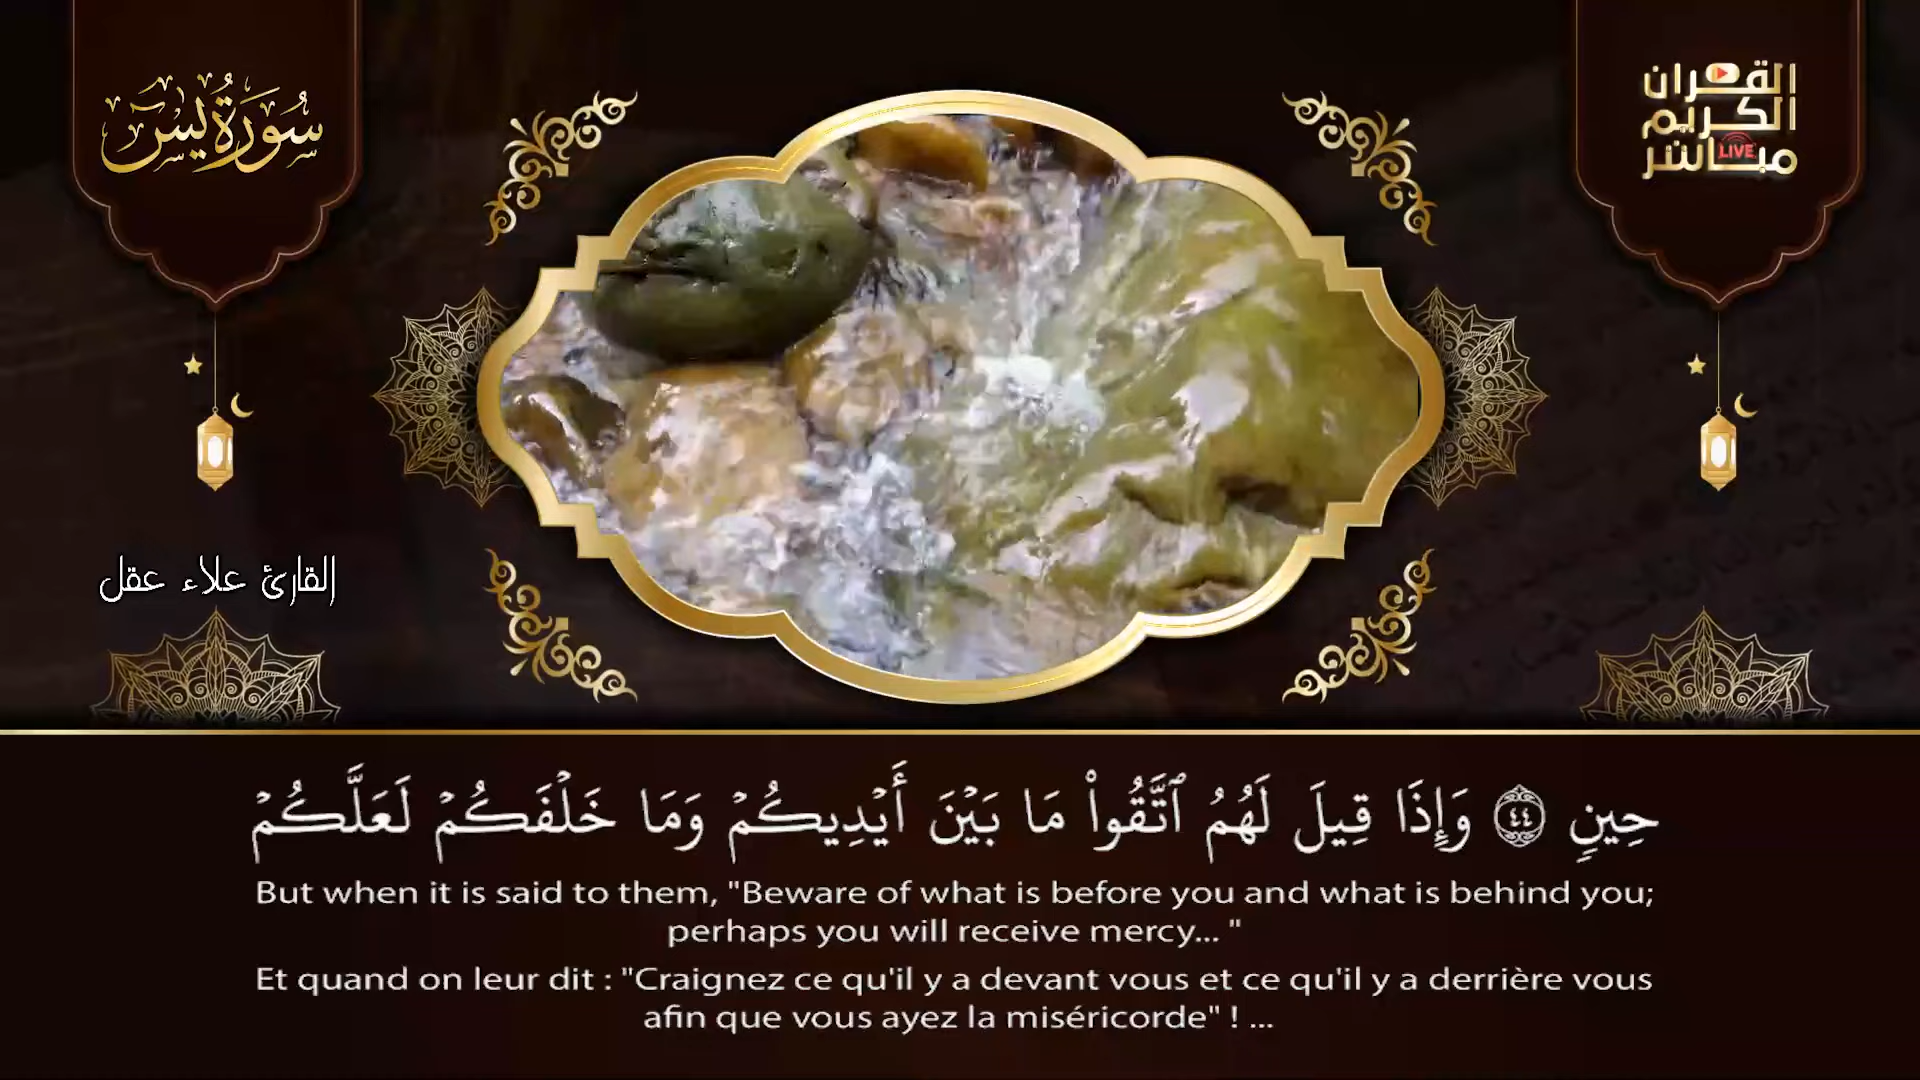 سُورَةُ يسٓ
القرآن
الكريم
مباشر
LIVE
القارئ علاء عقل
حِينٖ ٤٤ وَإِذَا قِيلَ لَهُمُ ٱتَّقُواْ مَا بَيۡنَ أَيۡدِيكُمۡ وَمَا خَلۡفَكُمۡ لَعَلَّكُمۡ
But when it is said to them, "Beware of what is before you and what is behind you;
perhaps you will receive mercy... "
Et quand on leur dit : "Craignez ce qu'il y a devant vous et ce qu'il y a derrière vous
afin que vous ayez la miséricorde" ! ...